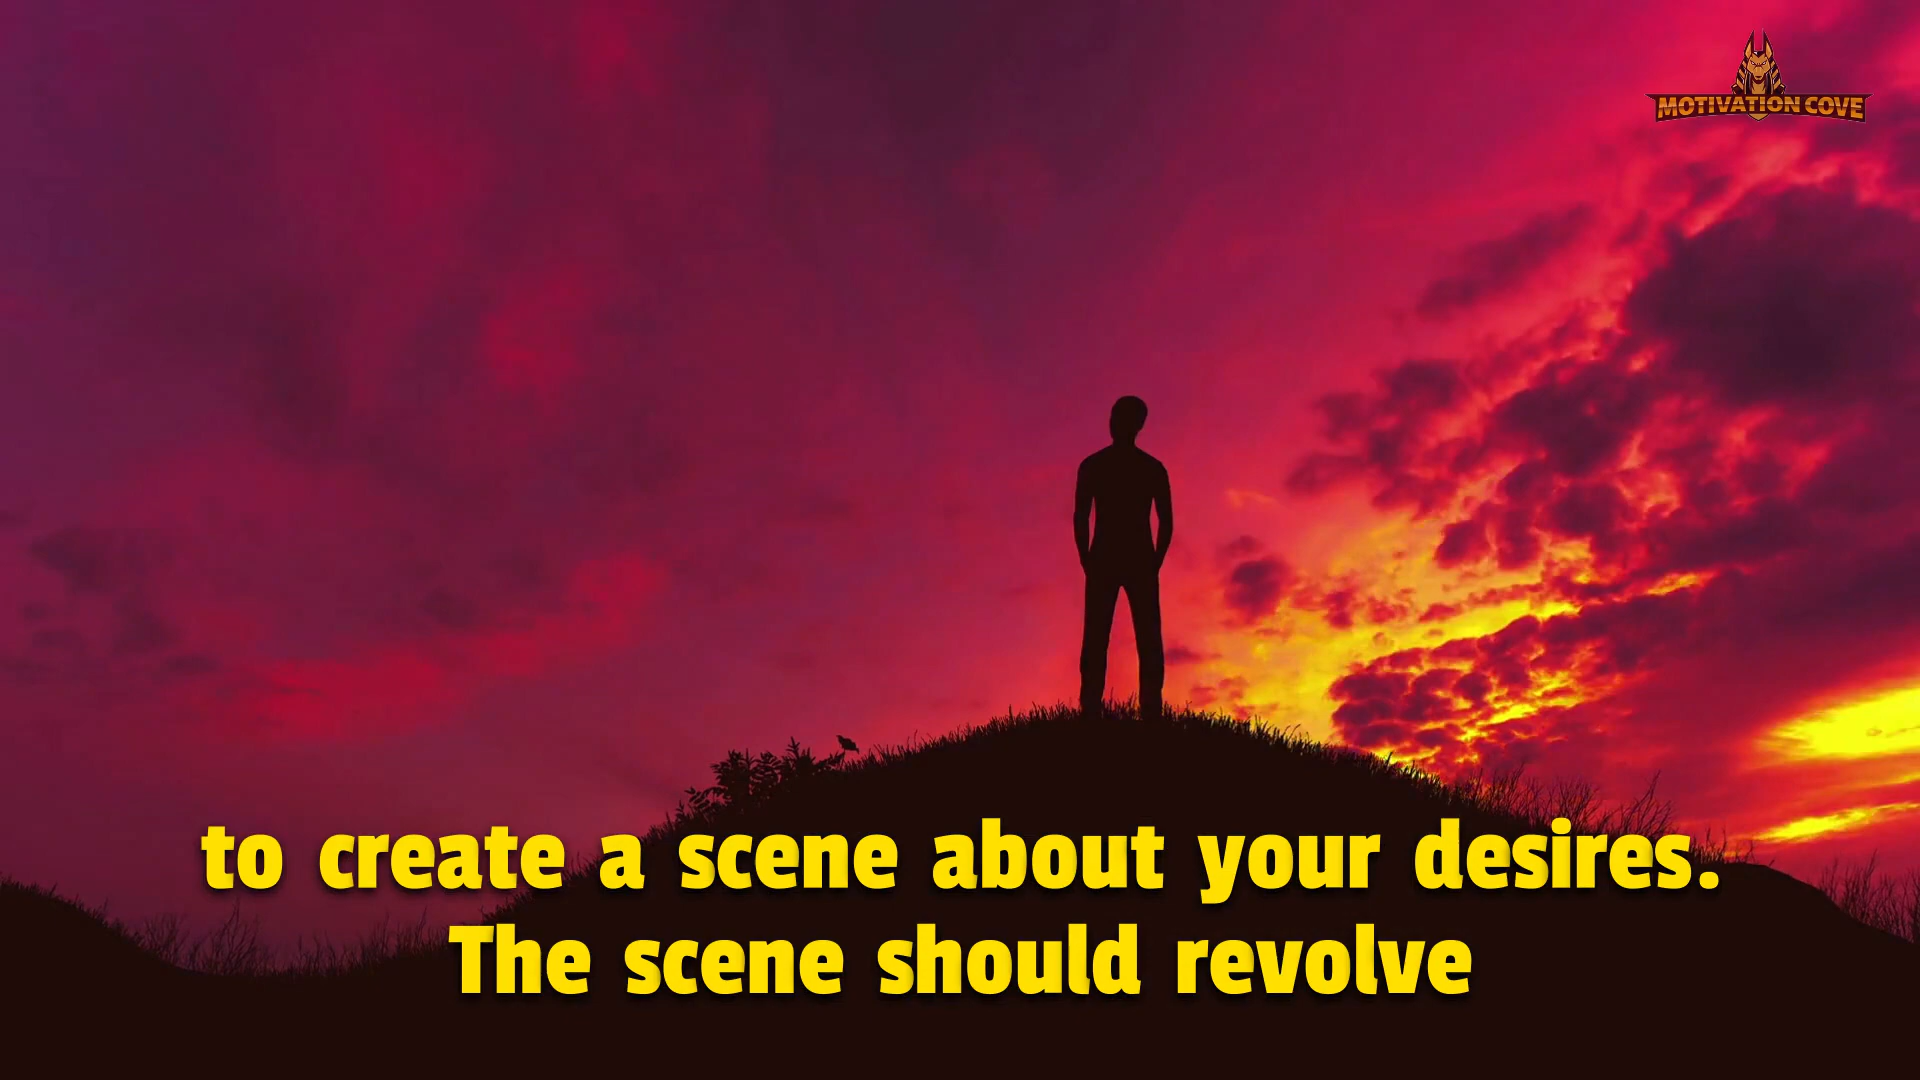 MOTIVATION COVE
to create a scene about your desires.
The scene should revolve